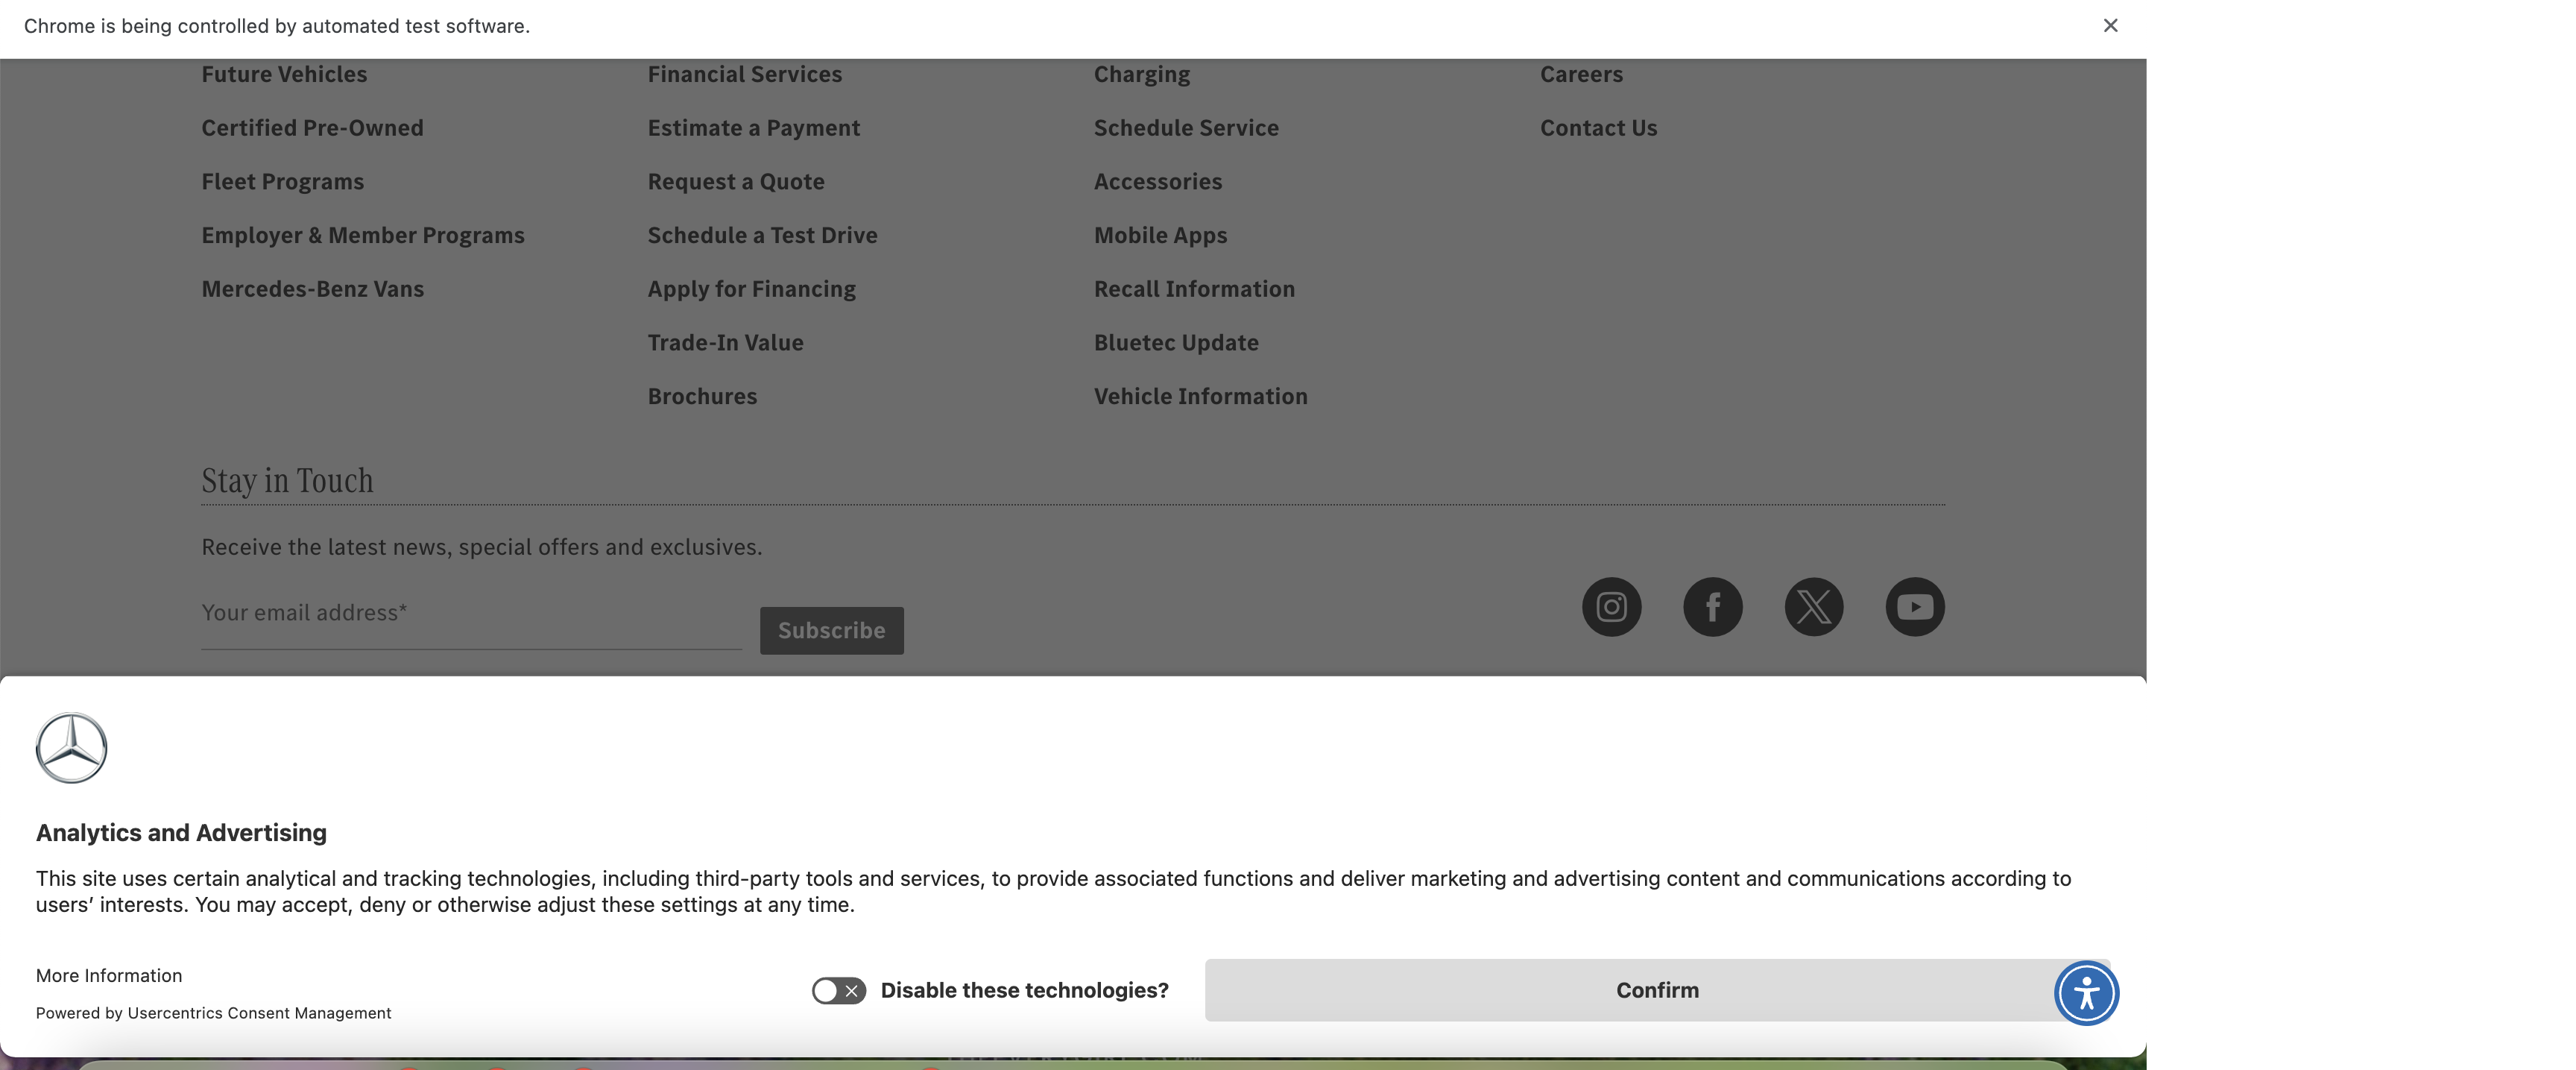 Chrome is being controlled by automated test software.
Future Vehicles
Certified Pre-Owned
Fleet Programs
Employer & Member Programs
Mercedes-Benz Vans
Financial Services
Estimate a Payment
Request a Quote
Schedule a Test Drive
Apply for Financing
Trade-In Value
Brochures
Charging
Schedule Service
Accessories
Mobile Apps
Recall Information
Bluetec Update
Vehicle Information
Careers
Contact Us
Stay in Touch
Receive the latest news, special offers and exclusives.
Your email address*
Subscribe
Analytics and Advertising
This site uses certain analytical and tracking technologies, including third-party tools and services, to provide associated functions and deliver marketing and advertising content and communications according to
users’ interests. You may accept, deny or otherwise adjust these settings at any time.
More Information
Powered by Usercentrics Consent Management
Disable these technologies?
Confirm